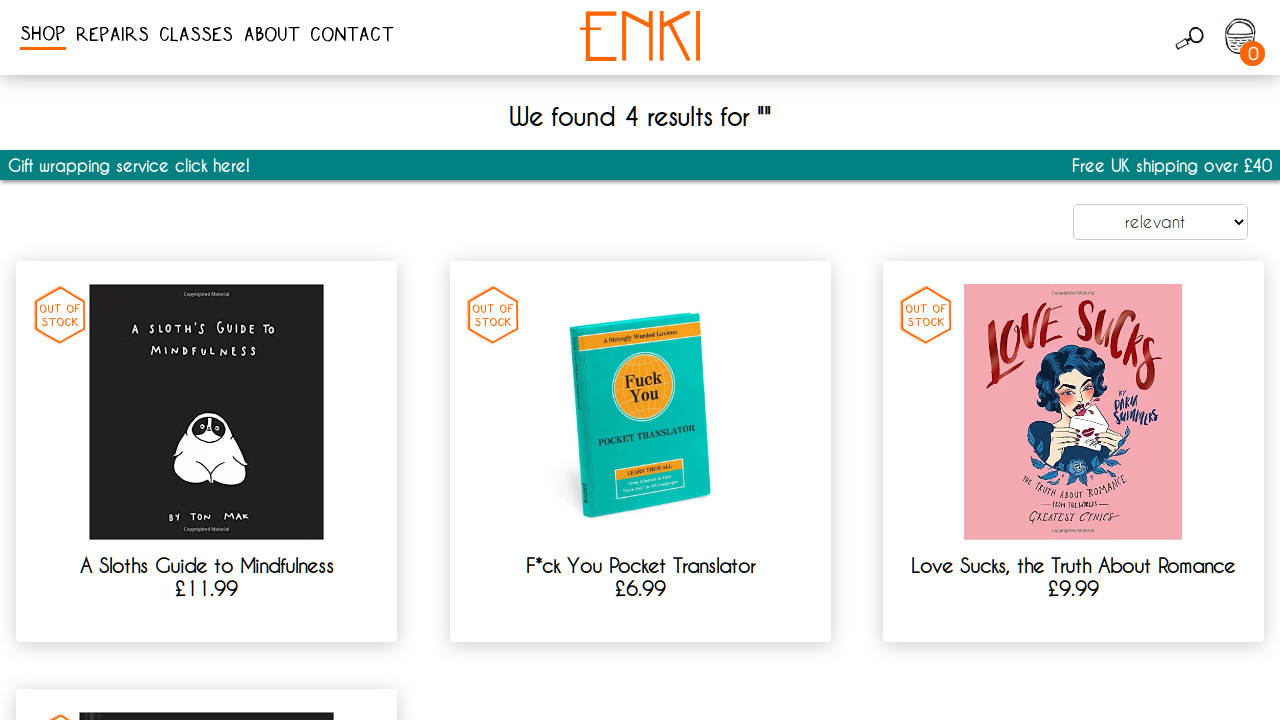 SHOP REPAIRS CLASSES ABOUT CONTACT
ENKI
0
We found 4 results for ""
Gift wrapping service click here!
Free UK shipping over £40
relevant
OUT OF
STOCK
Copyrighted Material
A SLOTH'S GUIDE TO
MINDFULNESS
BY TON MAK
Copyrighted Material
A Sloths Guide to Mindfulness
£11.99
OUT OF
STOCK
A Strongly Worded Lexicon
Fuck
You
POCKET TRANSLATOR
LEARN THEM ALL
F*ck You Pocket Translator
£6.99
OUT OF
STOCK
Copyrighted Material
LOVE SUCKS
BY
DARIA
SUMMERS
THE TRUTH ABOUT ROMANCE
FROM THE WORLDS
GREATEST CYNICS
Copyrighted Material
Love Sucks, the Truth About Romance
£9.99